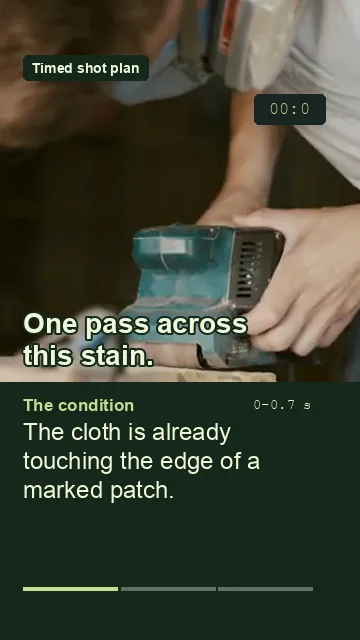 Timed shot plan
00:0
One pass across
this stain.
The condition
0–0.7 s
The cloth is already
touching the edge of a
marked patch.